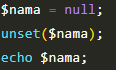 $nama = null;
unset($nama);
echo $nama;